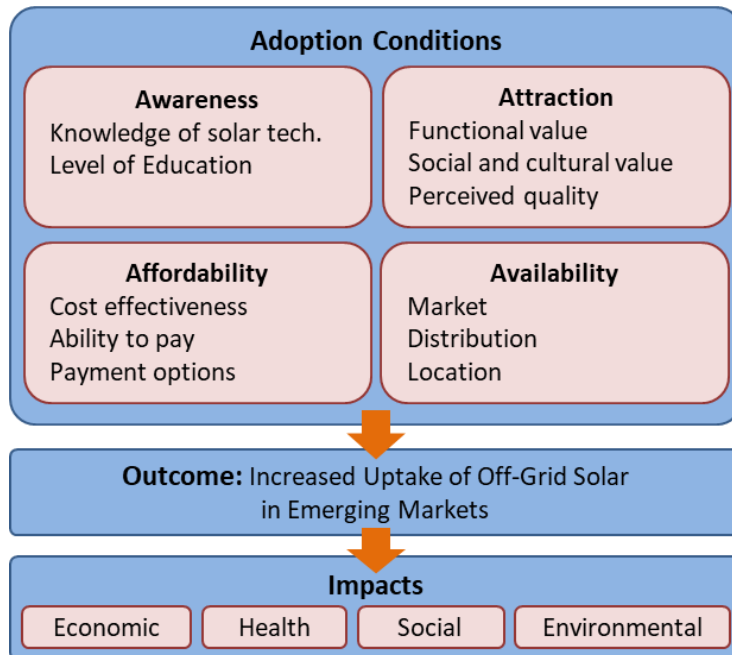 Adoption Conditions
Awareness
Knowledge of solar tech.
Level of Education
Attraction
Functional value
Social and cultural value
Perceived quality
Affordability
Cost effectiveness
Ability to pay
Payment options
Availability
Market
Distribution
Location
Outcome: Increased Uptake of Off-Grid Solar
in Emerging Markets
Impacts
Economic
Health
Social
Environmental